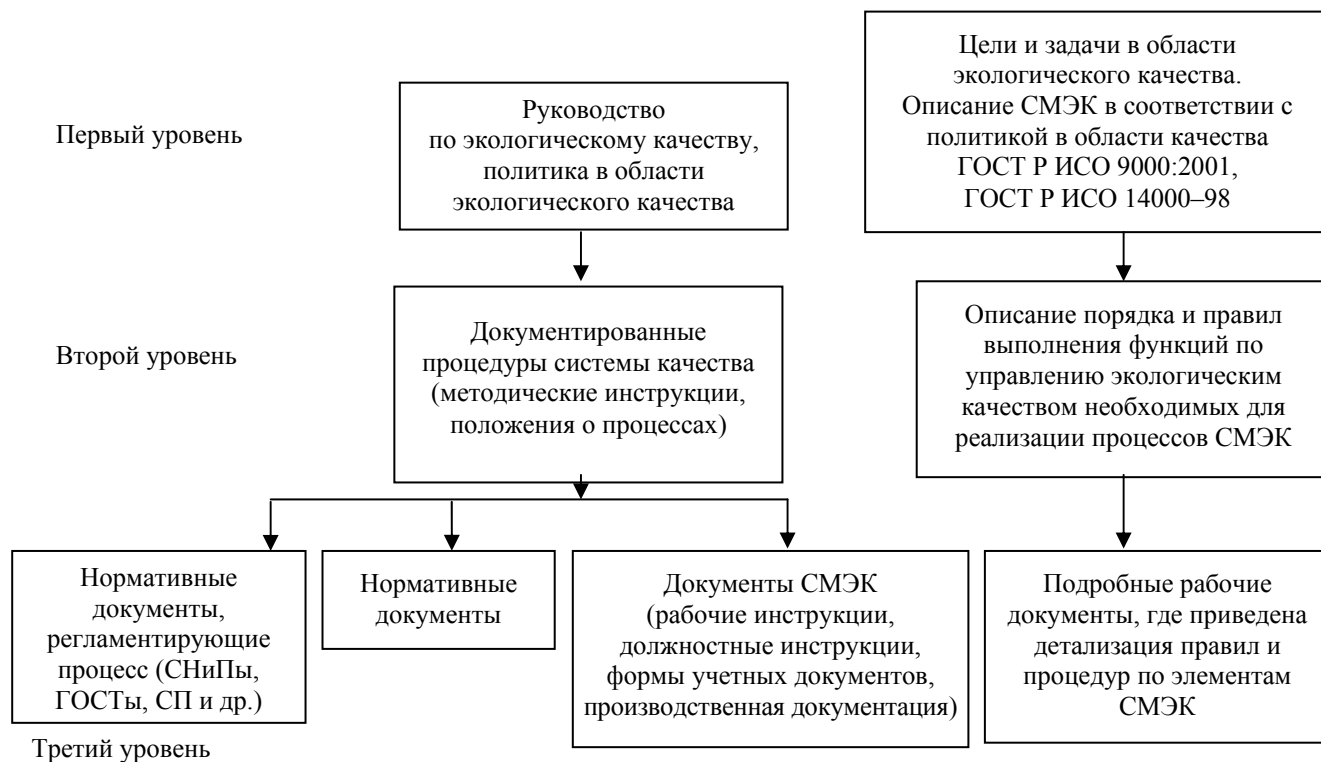 Первый уровень
Руководство
по экологическому качеству,
политика в области
экологического качества
Цели и задачи в области
экологического качества.
Описание СМЭК в соответствии с
политикой в области качества
ГОСТ Р ИСО 9000:2001,
ГОСТ Р ИСО 14000–98
Второй уровень
Документированные
процедуры системы качества
(методические инструкции,
положения о процессах)
Описание порядка и правил
выполнения функций по
управлению экологическим
качеством необходимых для
реализации процессов СМЭК
Нормативные
документы,
регламентирующие
процесс (СНиПы,
ГОСТы, СП и др.)
Нормативные
документы
Документы СМЭК
(рабочие инструкции,
должностные инструкции,
формы учетных документов,
производственная документация)
Подробные рабочие
документы, где приведена
детализация правил и
процедур по элементам
СМЭК
Третий уровень